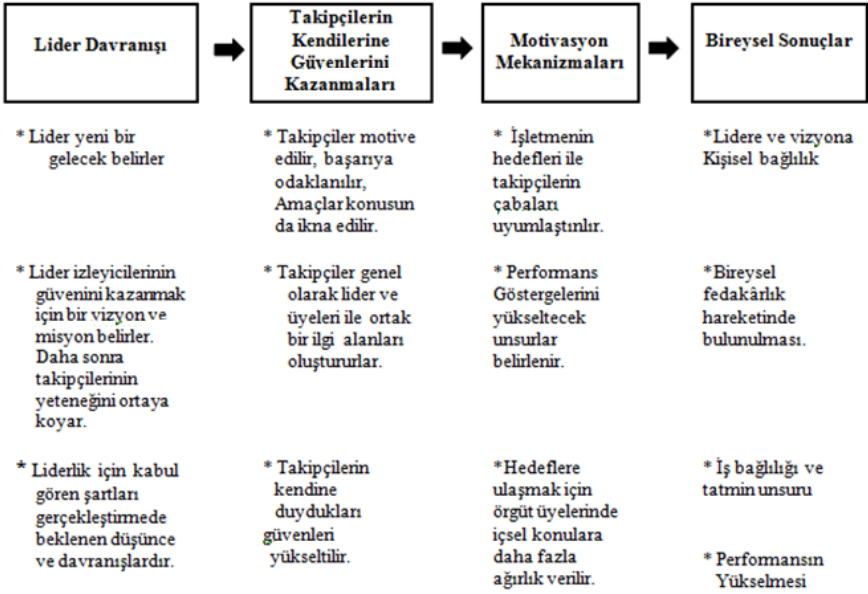 Lider Davranışı
Takipçilerin
Kendilerine
Güvenlerini
Kazanmaları
Motivasyon
Mekanizmaları
Bireysel Sonuçlar
* Lider yeni bir
gelecek belirler
* Takipçiler motive
edilir, başarıya
odaklanılır,
Amaçlar konusun
da ikna edilir.
* İşletmenin
hedefleri ile
takipçilerin
çabaları
uyumlaştırılır.
*Lidere ve vizyona
Kişisel bağlılık
* Lider izleyicilerinin
güvenini kazanmak
için bir vizyon ve
misyon belirler.
Daha sonra
takipçilerinin
yeteneğini ortaya
koyar.
* Takipçiler genel
olarak lider ve
üyeleri ile ortak
bir ilgi alanları
oluştururlar.
* Performans
Göstergelerini
yükseltecek
unsurlar
belirlenir.
*Bireysel
fedakârlık
hareketinde
bulunulması.
* Liderlik için kabul
gören şartları
gerçekleştirmede
beklenen düşünce
ve davranışlardır.
* Takipçilerin
kendine
duydukları
güvenleri
yükseltilir.
*Hedeflere
ulaşmak için
örgüt üyelerinde
içsel konulara
daha fazla
ağırlık verilir.
* İş bağlılığı ve
tatmin unsuru
* Performansın
Yükselmesi